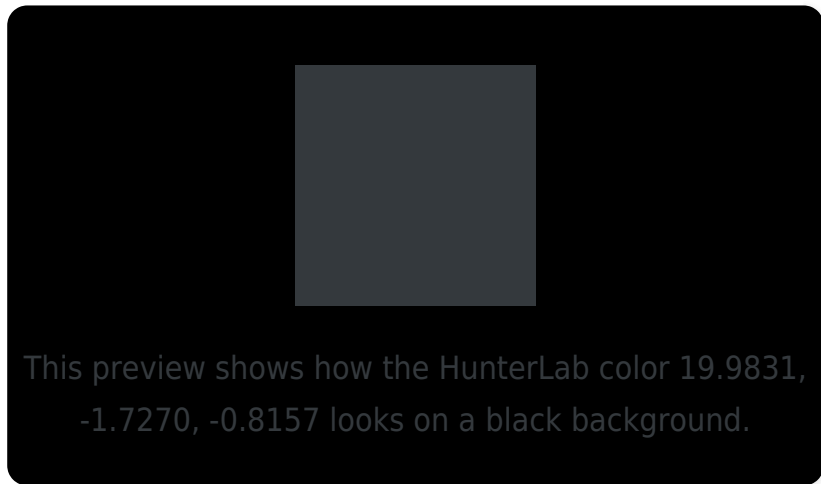 This preview shows how the HunterLab color 19.9831,
-1.7270, -0.8157 looks on a black background.